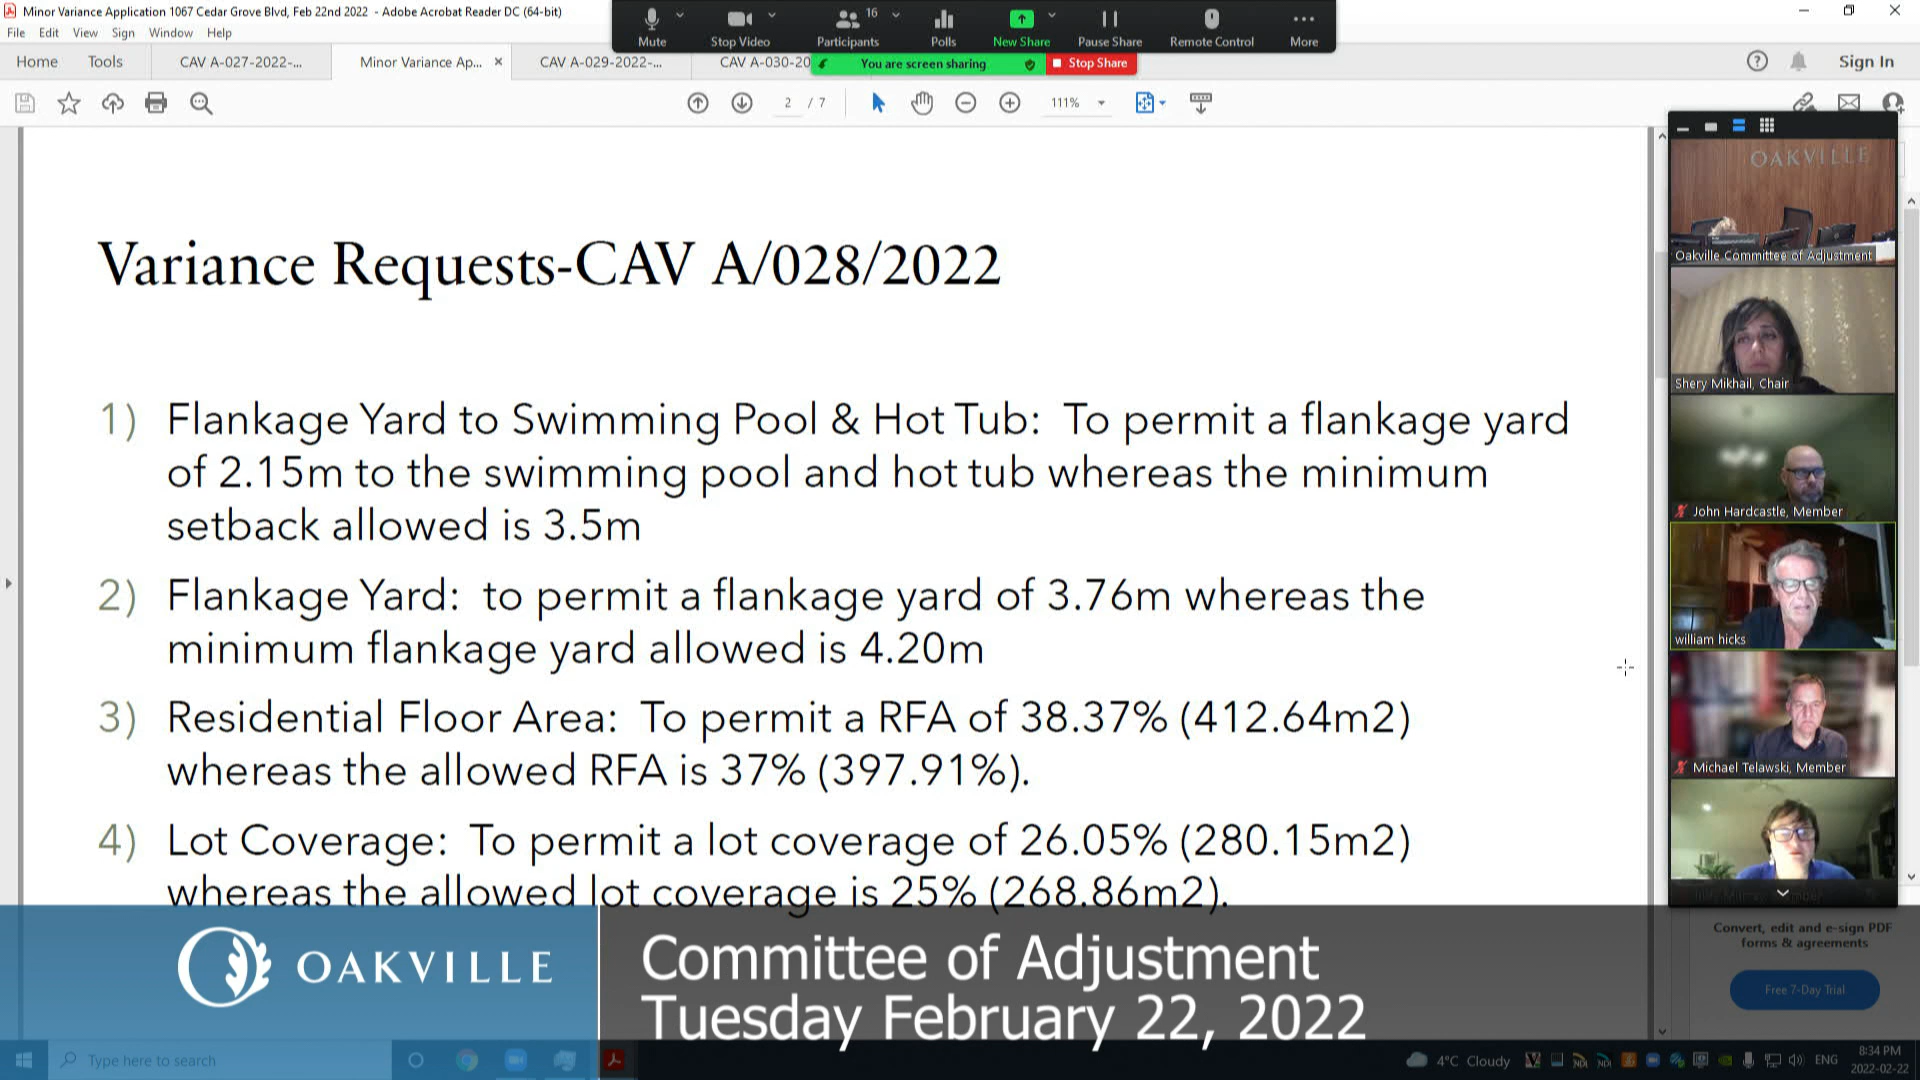 Minor Variance Application 1067 Cedar Grove Blvd, Feb 22nd 2022 - Adobe Acrobat Reader DC (64-bit)
File Edit View Sign Window Help
Mute Stop Video 16 Participants Polls New Share Pause Share Remote Control More
You are screen sharing Stop Share
Home Tools CAV A-027-2022-... Minor Variance Ap... CAV A-029-2022-... CAV A-030-20
Sign In
2 / 7 111%
Variance Requests-CAV A/028/2022
1) Flankage Yard to Swimming Pool & Hot Tub: To permit a flankage yard
of 2.15m to the swimming pool and hot tub whereas the minimum
setback allowed is 3.5m
2) Flankage Yard: to permit a flankage yard of 3.76m whereas the
minimum flankage yard allowed is 4.20m
3) Residential Floor Area: To permit a RFA of 38.37% (412.64m2)
whereas the allowed RFA is 37% (397.91%).
4) Lot Coverage: To permit a lot coverage of 26.05% (280.15m2)
whereas the allowed lot coverage is 25% (268.86m2).
OAKVILLE
Oakville Committee of Adjustment
Shery Mikhail, Chair
John Hardcastle, Member
william hicks
Michael Telawski, Member
Convert, edit and e-sign PDF
forms & agreements
Free 7-Day Trial
OAKVILLE
Committee of Adjustment
Tuesday February 22, 2022
Type here to search
4°C Cloudy
ENG
8:34 PM
2022-02-22